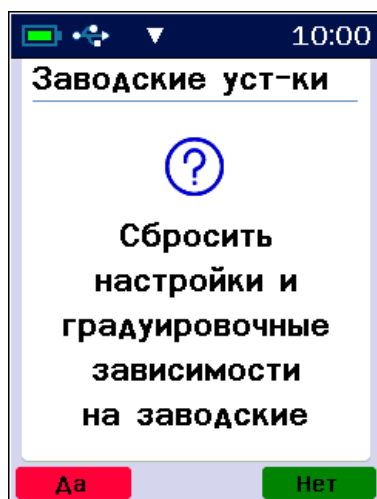 10:00
Заводские уст-ки
?
Сбросить
настройки и
градуировочные
зависимости
на заводские
Да Нет